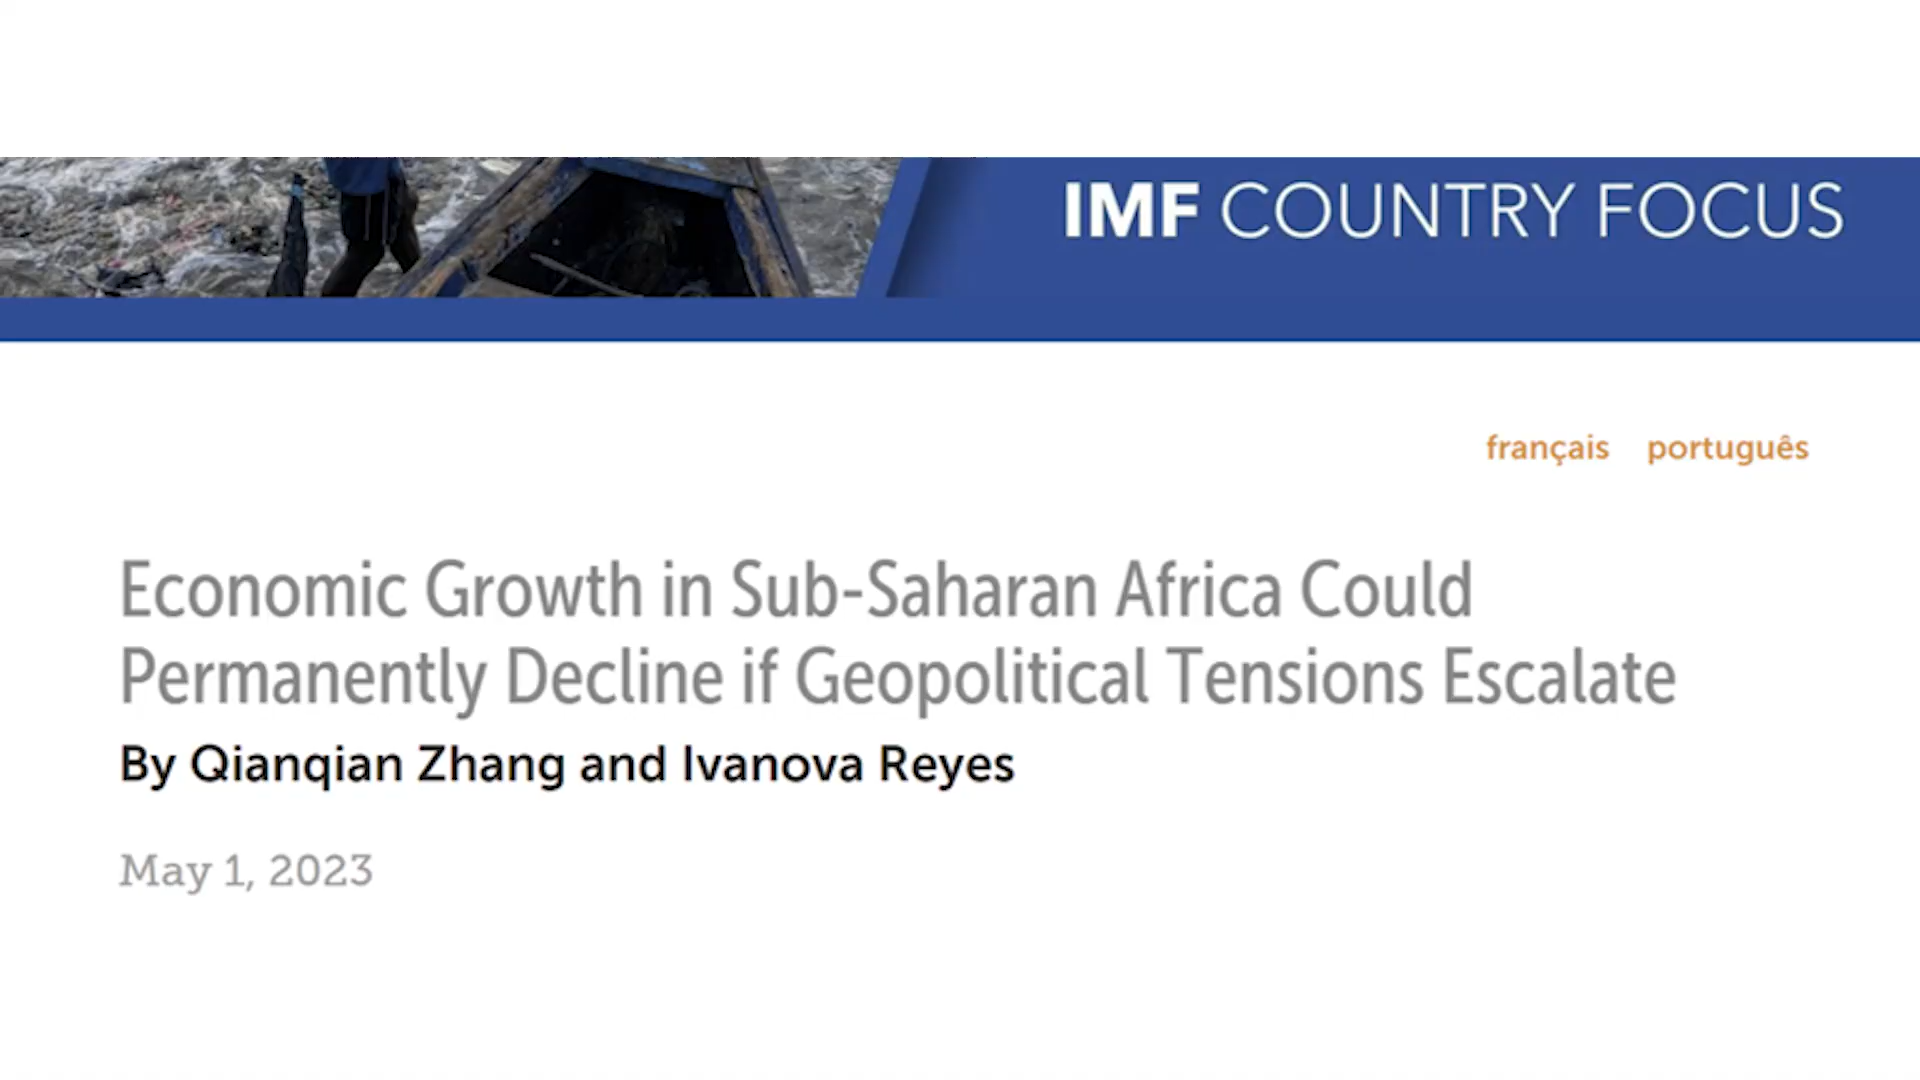 IMF COUNTRY FOCUS
français português
Economic Growth in Sub-Saharan Africa Could
Permanently Decline if Geopolitical Tensions Escalate
By Qianqian Zhang and Ivanova Reyes
May 1, 2023